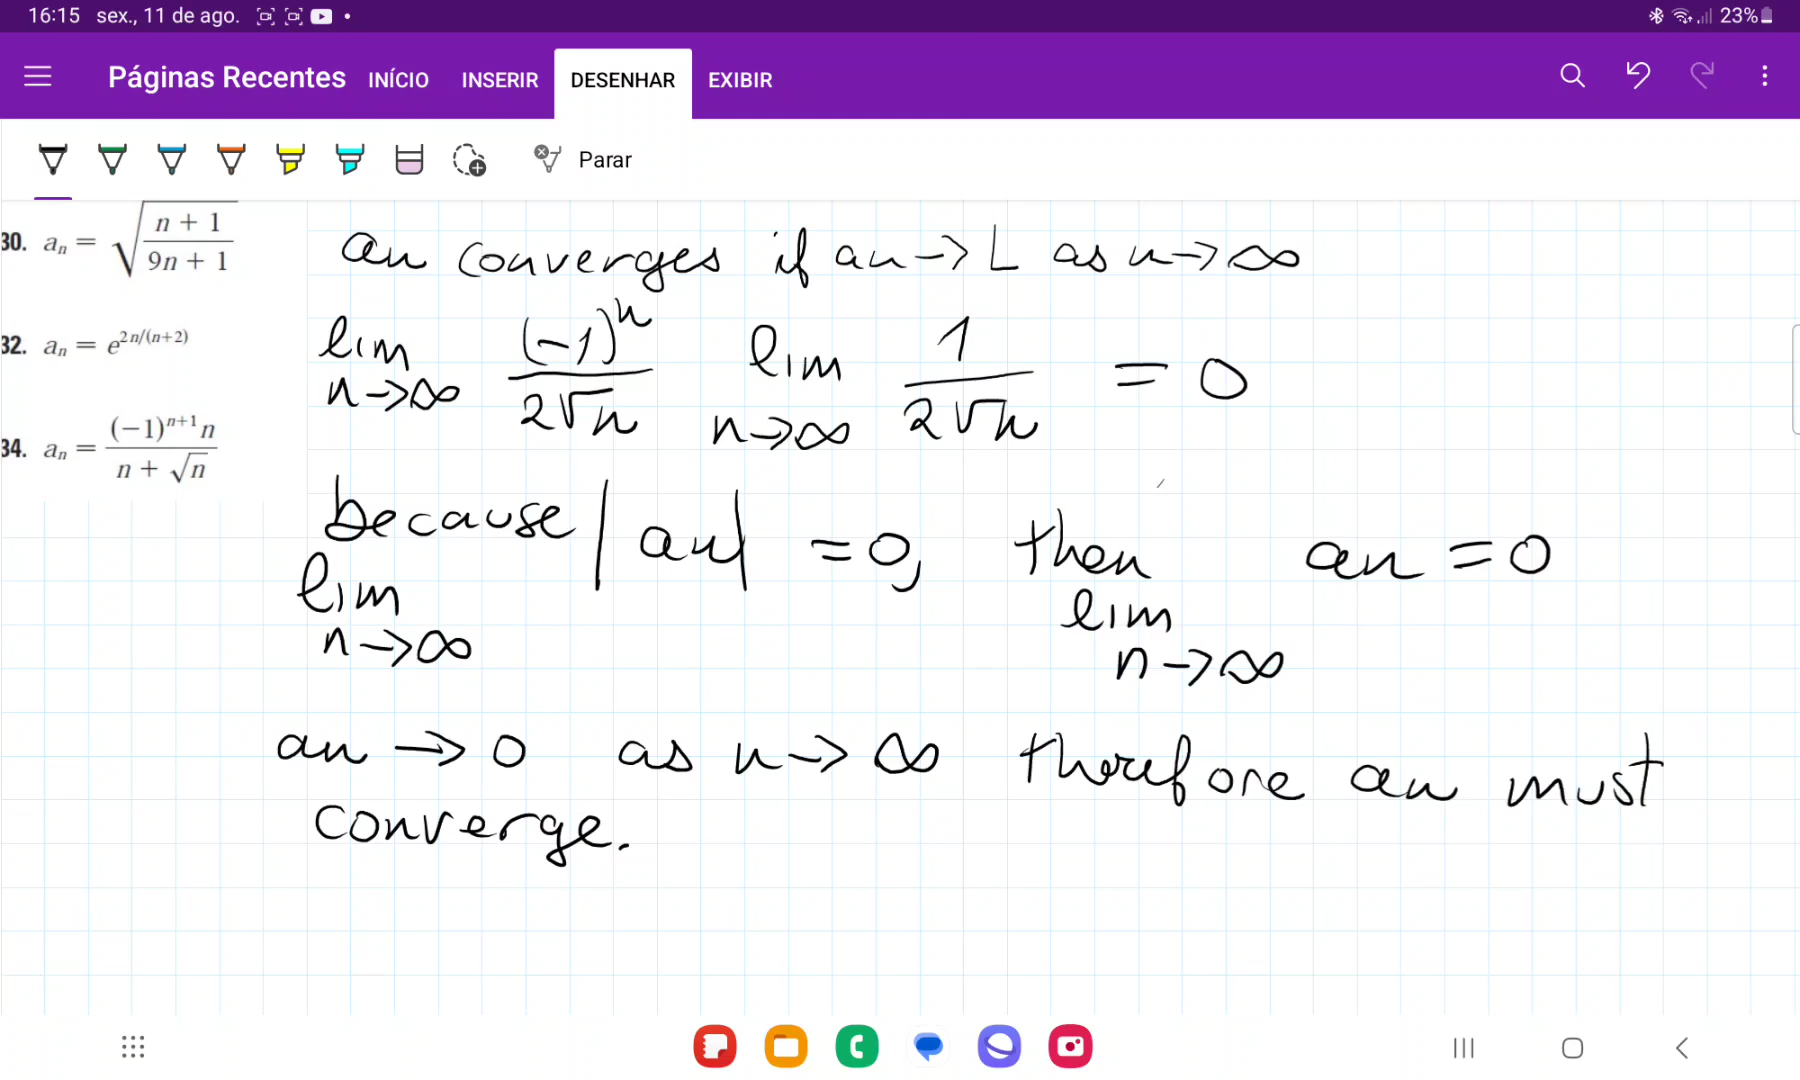 16:15 sex., 11 de ago. 23%
Páginas Recentes INÍCIO INSERIR DESENHAR EXIBIR
Parar
30. aₙ = √((n + 1)/(9n + 1))
32. aₙ = e^(2n/(n+2))
34. aₙ = ((−1)^(n+1) n)/(n + √n)
an converges if an → L as n → ∞
lim n→∞ (-1)^n/(2√n) lim n→∞ 1/(2√n) = 0
because |an| = 0, then an = 0
lim n→∞ lim n→∞
an → 0 as n → ∞ therefore an must
converge.